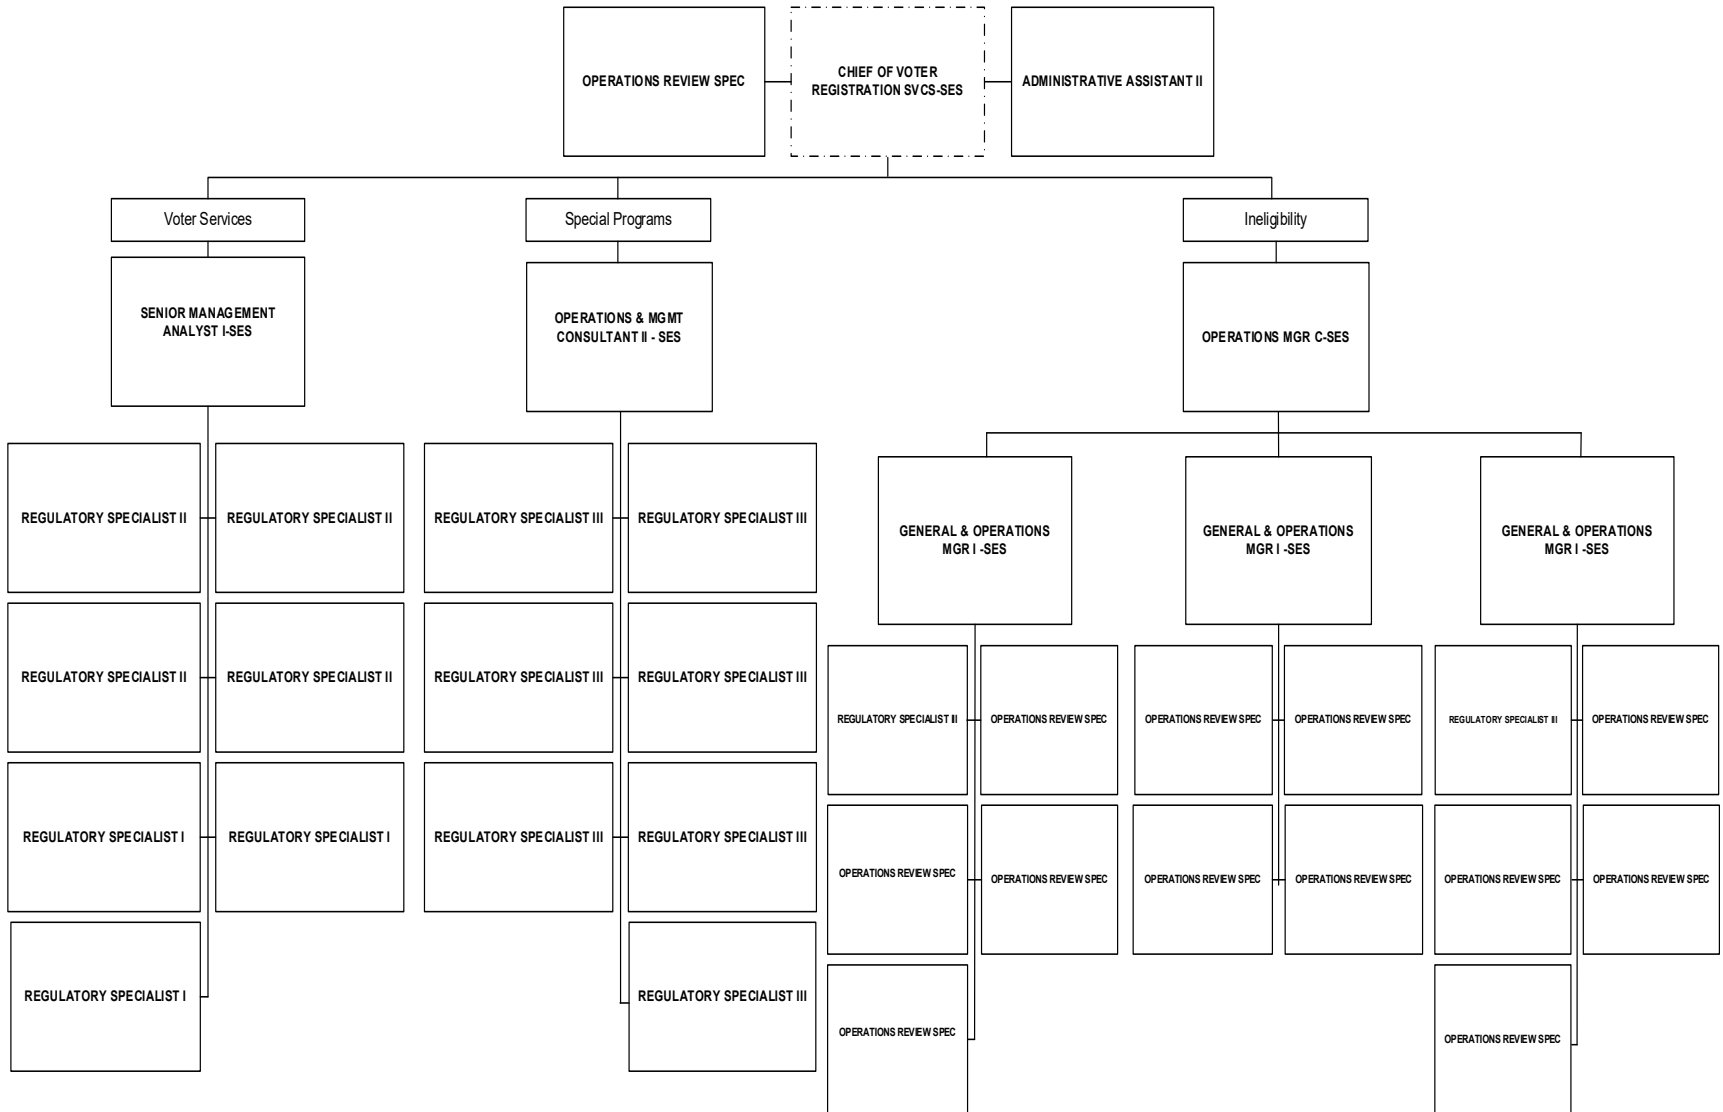 OPERATIONS REVIEW SPEC
CHIEF OF VOTER
REGISTRATION SVCS-SES
ADMINISTRATIVE ASSISTANT II
Voter Services
Special Programs
Ineligibility
SENIOR MANAGEMENT
ANALYST I-SES
OPERATIONS & MGMT
CONSULTANT II - SES
OPERATIONS MGR C-SES
REGULATORY SPECIALIST II
REGULATORY SPECIALIST II
REGULATORY SPECIALIST III
REGULATORY SPECIALIST III
GENERAL & OPERATIONS
MGR I -SES
GENERAL & OPERATIONS
MGR I -SES
GENERAL & OPERATIONS
MGR I -SES
REGULATORY SPECIALIST II
REGULATORY SPECIALIST II
REGULATORY SPECIALIST III
REGULATORY SPECIALIST III
REGULATORY SPECIALIST III
OPERATIONS REVIEW SPEC
OPERATIONS REVIEW SPEC
OPERATIONS REVIEW SPEC
REGULATORY SPECIALIST III
OPERATIONS REVIEW SPEC
REGULATORY SPECIALIST I
REGULATORY SPECIALIST I
REGULATORY SPECIALIST III
REGULATORY SPECIALIST III
OPERATIONS REVIEW SPEC
OPERATIONS REVIEW SPEC
OPERATIONS REVIEW SPEC
OPERATIONS REVIEW SPEC
OPERATIONS REVIEW SPEC
OPERATIONS REVIEW SPEC
REGULATORY SPECIALIST I
REGULATORY SPECIALIST III
OPERATIONS REVIEW SPEC
OPERATIONS REVIEW SPEC